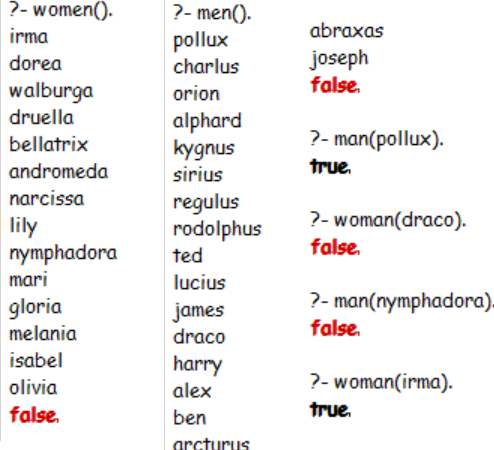 ?- women().
irma
dorea
walburga
druella
bellatrix
andromeda
narcissa
lily
nymphadora
mari
gloria
melania
isabel
olivia
false.
?- men().
pollux
charlus
orion
alphard
kygnus
sirius
regulus
rodolphus
ted
lucius
james
draco
harry
alex
ben
arcturus
abraxas
joseph
false.
?- man(pollux).
true.
?- woman(draco).
false.
?- man(nymphadora).
false.
?- woman(irma).
true.